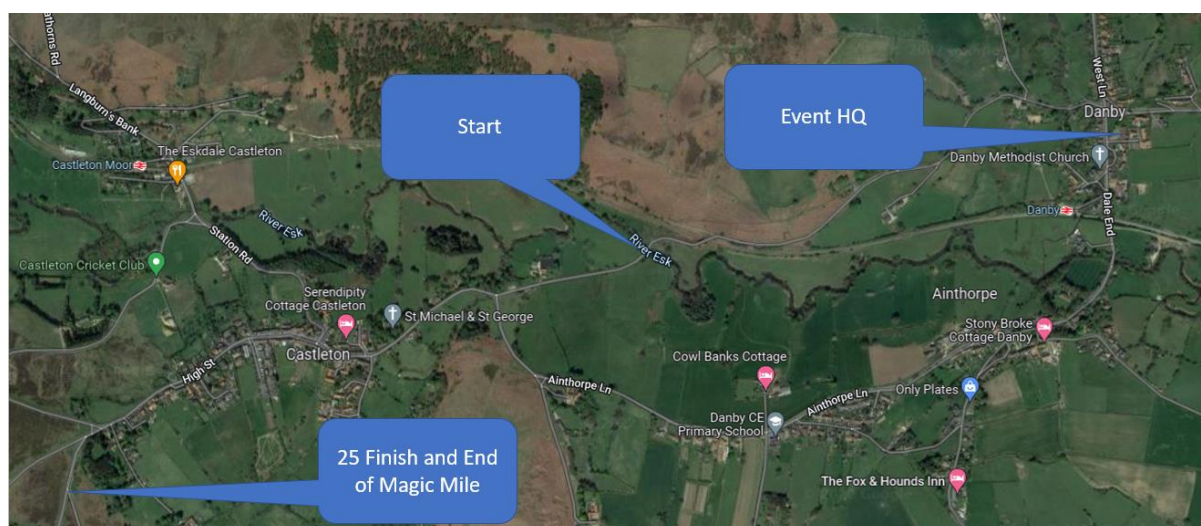 athorns Rd
Langburn's Bank
The Eskdale Castleton
Castleton Moor
River Esk
Station Rd
Castleton Cricket Club
Serendipity
Cottage Castleton
St Michael & St George
Castleton
High St
Start
Event HQ
West Ln
Danby
Danby Methodist Church
Danby
Dale End
River Esk
Ainthorpe
Stony Broke
Cottage Danby
Cowl Banks Cottage
Ainthorpe Ln
Ainthorpe Ln
Only Plates
Danby CE
Primary School
The Fox & Hounds Inn
25 Finish and End
of Magic Mile